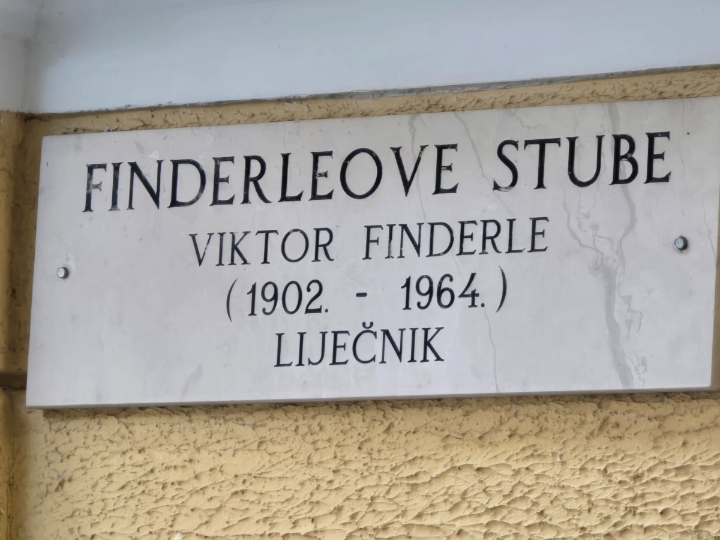 FINDERLEOVE STUBE
VIKTOR FINDERLE
(1902. - 1964.)
LIJEČNIK